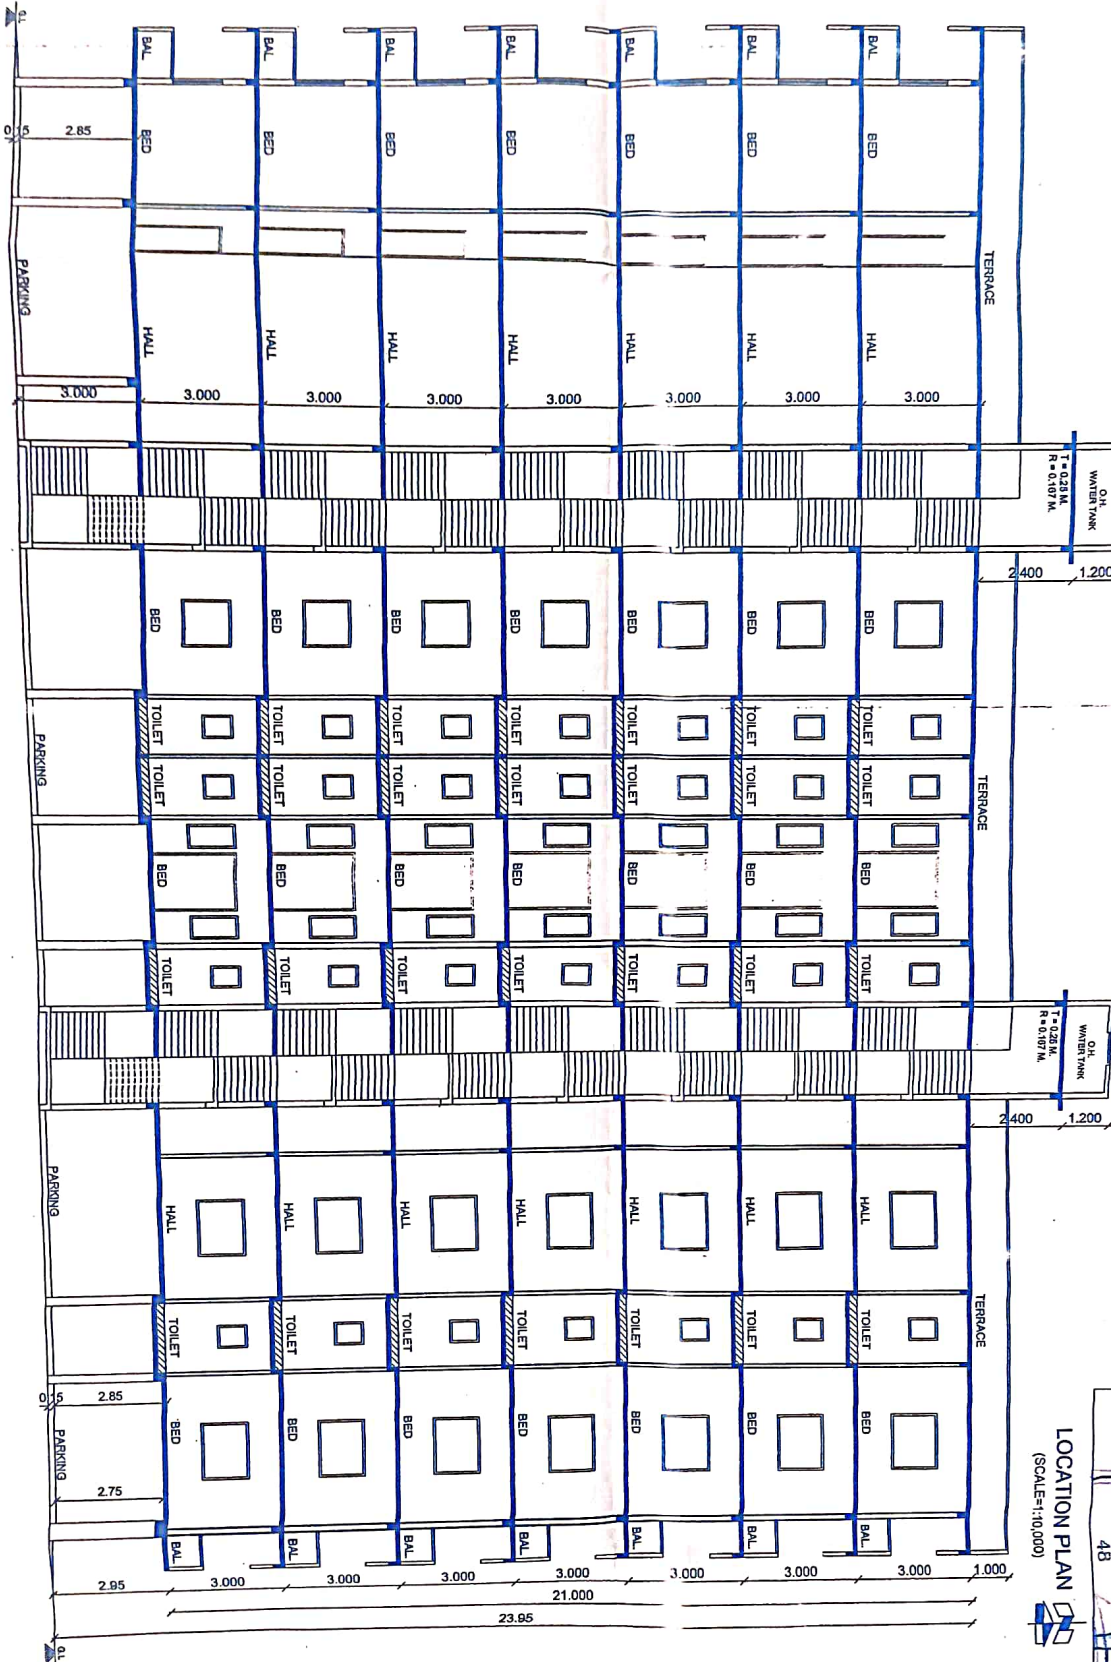 48
LOCATION PLAN
(SCALE=1:10,000)
O.H.
WATER TANK
T = 0.25 M.
R = 0.167 M.
O.H.
WATER TANK
T = 0.25 M.
R = 0.167 M.
1.200 1.200
2.400 2.400
1.000
TERRACE TERRACE TERRACE
BAL BED HALL 3.000 BED TOILET TOILET BED TOILET HALL TOILET BED BAL 3.000
BAL BED HALL 3.000 BED TOILET TOILET BED TOILET HALL TOILET BED BAL 3.000
BAL BED HALL 3.000 BED TOILET TOILET BED TOILET HALL TOILET BED BAL 3.000
BAL BED HALL 3.000 BED TOILET TOILET BED TOILET HALL TOILET BED BAL 3.000
BAL BED HALL 3.000 BED TOILET TOILET BED TOILET HALL TOILET BED BAL 3.000
BAL BED HALL 3.000 BED TOILET TOILET BED TOILET HALL TOILET BED BAL 3.000
BAL BED HALL 3.000 BED TOILET TOILET BED TOILET HALL TOILET BED BAL 3.000
21.000
23.95
2.85 3.000 2.85 2.75 2.95
0.15 0.15
PARKING PARKING PARKING PARKING
G.L G.L